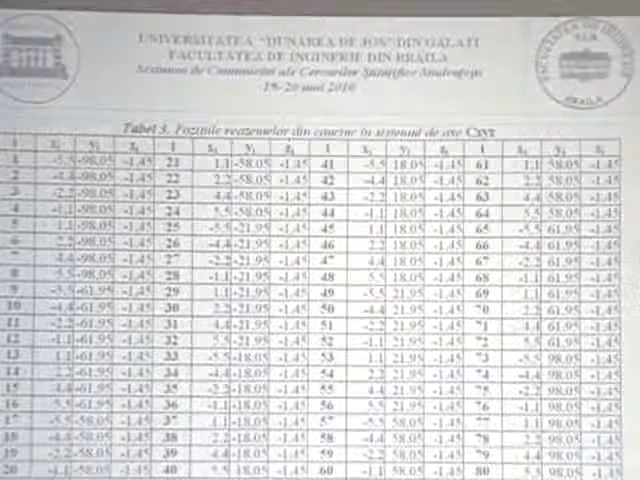 UNIVERSITATEA "DUNAREA DE JOS" DIN GALATI
FACULTATEA DE INGINERIE DIN BRAILA
Sesiunea de Comunicari ale Cercurilor Stiintifice Studentesti
19-20 mai 2010
BRAILA
Tabel 3. Pozitiile reazemelor din cauciuc in sistemul de axe CXYZ
xi yi zi i xi yi zi i xi yi zi i xi yi zi
1 -5.5 -98.05 -1.45 21 1.1 -58.05 -1.45 41 -5.5 18.05 -1.45 61 1.1 58.05 -1.45
2 -4.4 -98.05 -1.45 22 2.2 -58.05 -1.45 42 -4.4 18.05 -1.45 62 2.2 58.05 -1.45
3 -2.2 -98.05 -1.45 23 4.4 -58.05 -1.45 43 -2.2 18.05 -1.45 63 4.4 58.05 -1.45
4 -1.1 -98.05 -1.45 24 5.5 -58.05 -1.45 44 -1.1 18.05 -1.45 64 5.5 58.05 -1.45
5 1.1 -98.05 -1.45 25 -5.5 -21.95 -1.45 45 1.1 18.05 -1.45 65 -5.5 61.95 -1.45
6 2.2 -98.05 -1.45 26 -4.4 -21.95 -1.45 46 2.2 18.05 -1.45 66 -4.4 61.95 -1.45
7 4.4 -98.05 -1.45 27 -2.2 -21.95 -1.45 47 4.4 18.05 -1.45 67 -2.2 61.95 -1.45
8 5.5 -98.05 -1.45 28 -1.1 -21.95 -1.45 48 5.5 18.05 -1.45 68 -1.1 61.95 -1.45
9 -5.5 -61.95 -1.45 29 1.1 -21.95 -1.45 49 -5.5 21.95 -1.45 69 1.1 61.95 -1.45
10 -4.4 -61.95 -1.45 30 2.2 -21.95 -1.45 50 -4.4 21.95 -1.45 70 2.2 61.95 -1.45
11 -2.2 -61.95 -1.45 31 4.4 -21.95 -1.45 51 -2.2 21.95 -1.45 71 4.4 61.95 -1.45
12 -1.1 -61.95 -1.45 32 5.5 -21.95 -1.45 52 -1.1 21.95 -1.45 72 5.5 61.95 -1.45
13 1.1 -61.95 -1.45 33 -5.5 -18.05 -1.45 53 1.1 21.95 -1.45 73 -5.5 98.05 -1.45
14 2.2 -61.95 -1.45 34 -4.4 -18.05 -1.45 54 2.2 21.95 -1.45 74 -4.4 98.05 -1.45
15 4.4 -61.95 -1.45 35 -2.2 -18.05 -1.45 55 4.4 21.95 -1.45 75 -2.2 98.05 -1.45
16 5.5 -61.95 -1.45 36 -1.1 -18.05 -1.45 56 5.5 21.95 -1.45 76 -1.1 98.05 -1.45
17 -5.5 -58.05 -1.45 37 1.1 -18.05 -1.45 57 -5.5 58.05 -1.45 77 1.1 98.05 -1.45
18 -4.4 -58.05 -1.45 38 2.2 -18.05 -1.45 58 -4.4 58.05 -1.45 78 2.2 98.05 -1.45
19 -2.2 -58.05 -1.45 39 4.4 -18.05 -1.45 59 -2.2 58.05 -1.45 79 4.4 98.05 -1.45
20 -1.1 -58.05 -1.45 40 5.5 -18.05 -1.45 60 -1.1 58.05 -1.45 80 5.5 98.05 -1.45